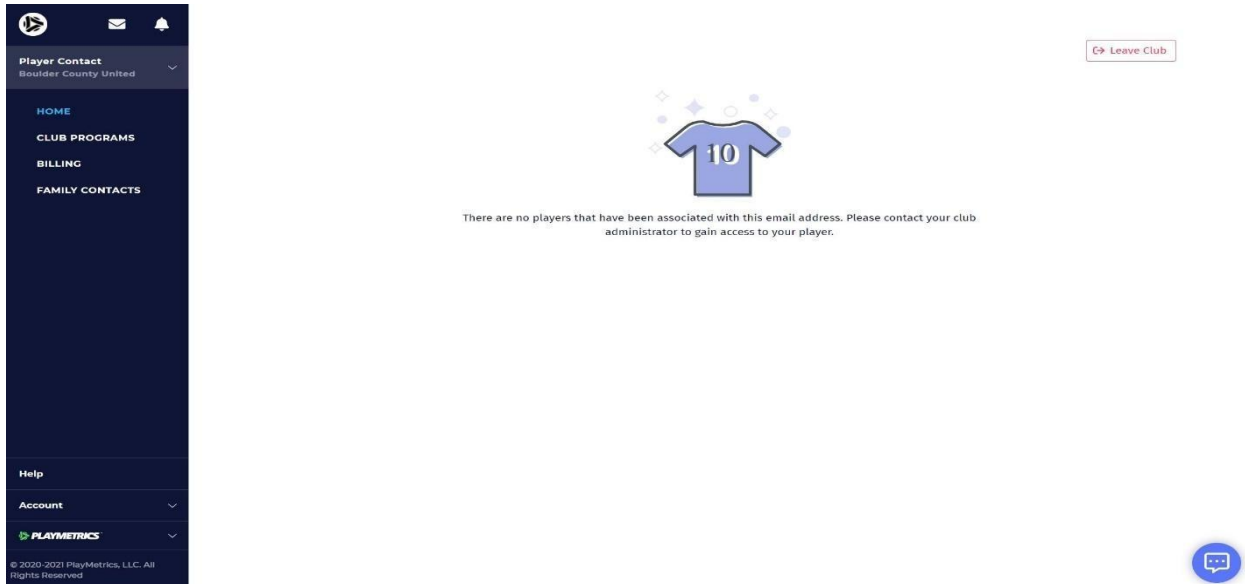 Player Contact
Boulder County United
HOME
CLUB PROGRAMS
BILLING
FAMILY CONTACTS
Help
Account
PLAYMETRICS
© 2020-2021 PlayMetrics, LLC. All
Rights Reserved
Leave Club
10
There are no players that have been associated with this email address. Please contact your club
administrator to gain access to your player.